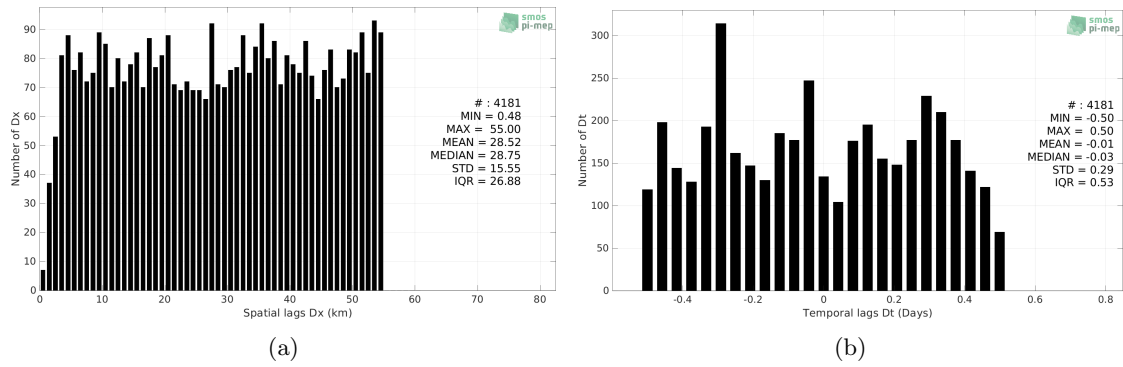 smos
pi-mep
90
80
70
60
50
40
30
20
10
0
Number of Dx
# : 4181
MIN = 0.48
MAX = 55.00
MEAN = 28.52
MEDIAN = 28.75
STD = 15.55
IQR = 26.88
0 10 20 30 40 50 60 70 80
Spatial lags Dx (km)
(a)
smos
pi-mep
300
250
200
150
100
50
0
Number of Dt
# : 4181
MIN = -0.50
MAX = 0.50
MEAN = -0.01
MEDIAN = -0.03
STD = 0.29
IQR = 0.53
-0.4 -0.2 0 0.2 0.4 0.6 0.8
Temporal lags Dt (Days)
(b)